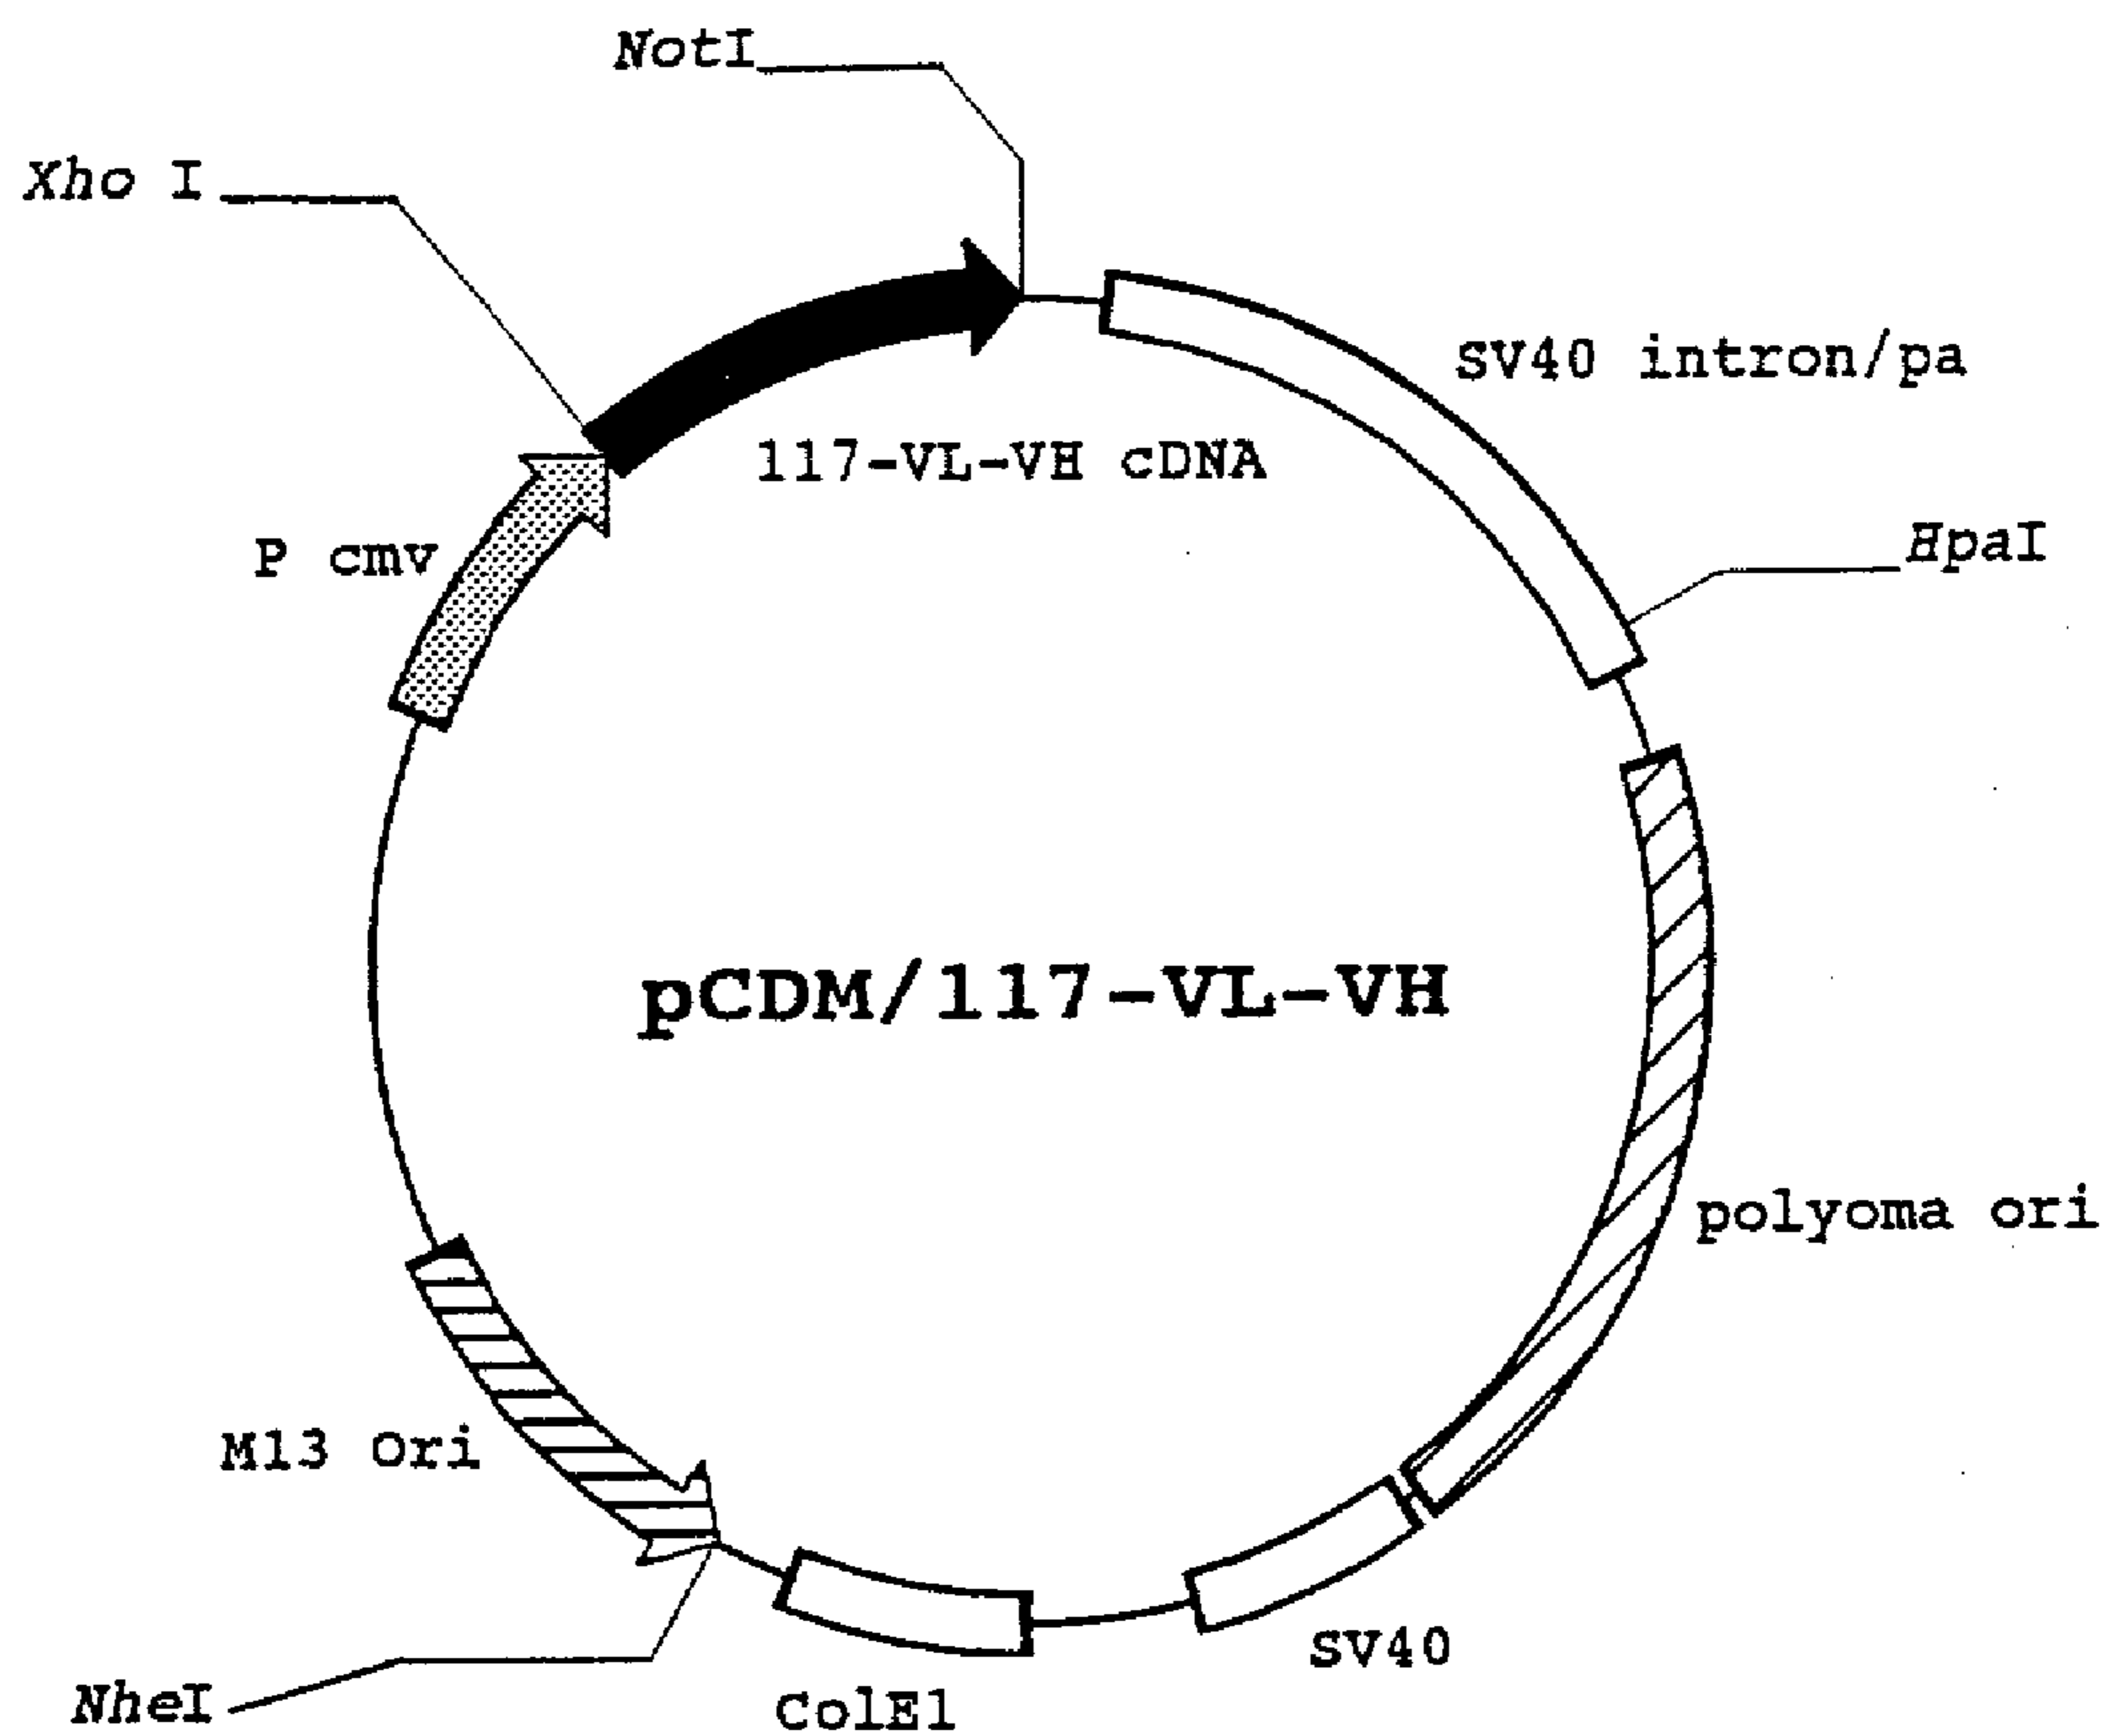 NotI
Xho I
SV40 intron/pa
117-VL-VH cDNA
HpaI
P cmv
pCDM/117-VL-VH
polyoma ori
M13 Ori
SV40
NheI
ColE1